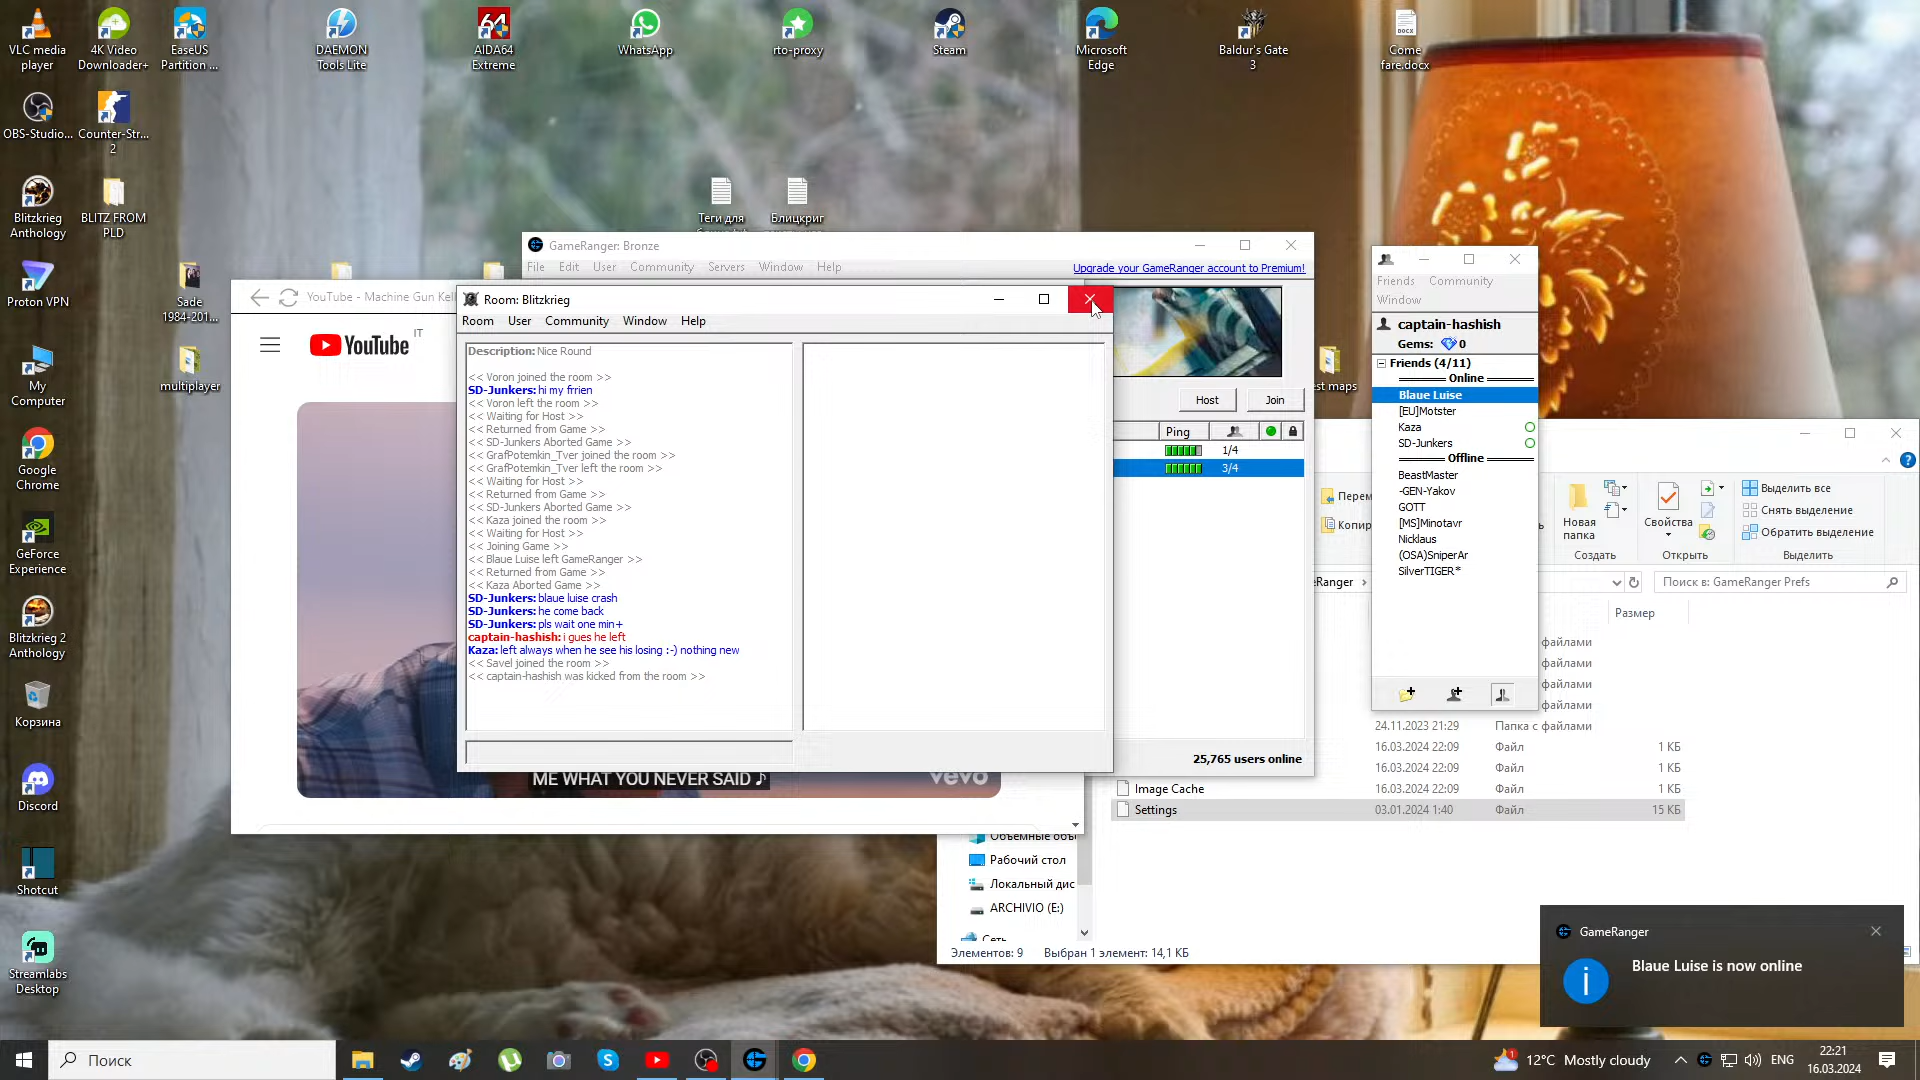 VLC media player
4K Video Downloader+
EaseUS Partition ...
DAEMON Tools Lite
AIDA64 Extreme
WhatsApp
rto-proxy
Steam
Microsoft Edge
Baldur's Gate 3
Come fare.docx
OBS-Studio...
Counter-Str... 2
Blitzkrieg Anthology
BLITZ FROM PLD
Теги для
Блицкриг
Proton VPN
Sade 1984-201...
My Computer
multiplayer
Google Chrome
GeForce Experience
Blitzkrieg 2 Anthology
Корзина
Discord
Shotcut
Streamlabs Desktop
GameRanger: Bronze
File Edit User Community Servers Window Help
Upgrade your GameRanger account to Premium!
Host Join
Ping
1/4
3/4
25,765 users online
YouTube - Machine Gun Kell
YouTube IT
ME WHAT YOU NEVER SAID ♪
vevo
Room: Blitzkrieg
Room User Community Window Help
Description: Nice Round
<< Voron joined the room >>
SD-Junkers: hi my frrien
<< Voron left the room >>
<< Waiting for Host >>
<< Returned from Game >>
<< SD-Junkers Aborted Game >>
<< GrafPotemkin_Tver joined the room >>
<< GrafPotemkin_Tver left the room >>
<< Waiting for Host >>
<< Returned from Game >>
<< SD-Junkers Aborted Game >>
<< Kaza joined the room >>
<< Waiting for Host >>
<< Joining Game >>
<< Blaue Luise left GameRanger >>
<< Returned from Game >>
<< Kaza Aborted Game >>
SD-Junkers: blaue luise crash
SD-Junkers: he come back
SD-Junkers: pls wait one min+
captain-hashish: i gues he left
Kaza: left always when he see his losing :-) nothing new
<< Savel joined the room >>
<< captain-hashish was kicked from the room >>
Friends Community
Window
captain-hashish
Gems: 0
Friends (4/11)
Online
Blaue Luise
[EU]Motster
Kaza
SD-Junkers
Offline
BeastMaster
-GEN-Yakov
GOTT
[MS]Minotavr
Nicklaus
(OSA)SniperAr
SilverTIGER*
est maps
Перем
Копир
Новая папка
Создать
Свойства
Открыть
Выделить все
Снять выделение
Обратить выделение
Выделить
eRanger
Поиск в: GameRanger Prefs
Размер
файлами
файлами
файлами
файлами
24.11.2023 21:29 Папка с файлами
16.03.2024 22:09 Файл 1 КБ
16.03.2024 22:09 Файл 1 КБ
Image Cache 16.03.2024 22:09 Файл 1 КБ
Settings 03.01.2024 1:40 Файл 15 КБ
Объемные объ
Рабочий стол
Локальный дис
ARCHIVIO (E:)
Сеть
Элементов: 9 Выбран 1 элемент: 14,1 КБ
GameRanger
Blaue Luise is now online
Поиск
12°C Mostly cloudy
ENG
22:21
16.03.2024